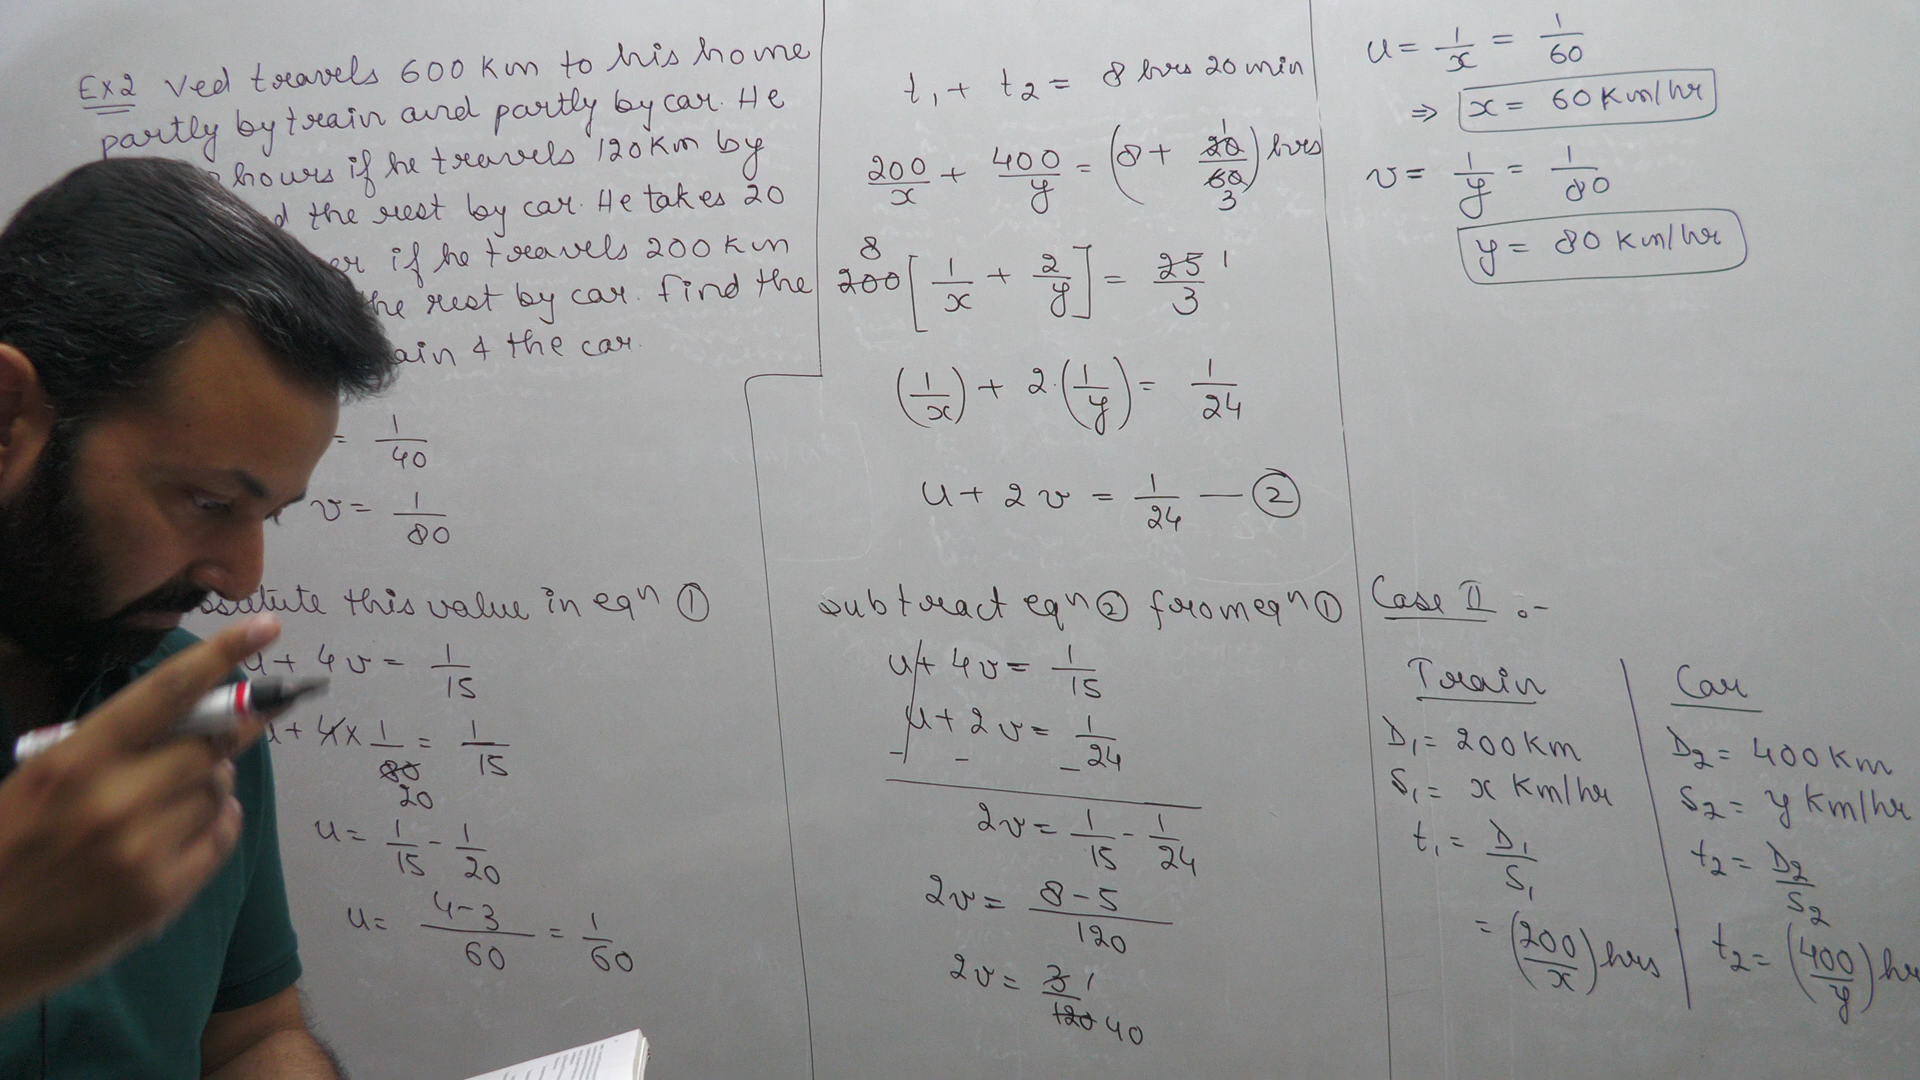 Ex2 Ved travels 600 Km to his home
partly by train and partly by car. He
hours if he travels 120 Km by
the rest by car. He takes 20
if he travels 200 Km
the rest by car. Find the
& the car.
= 1/40
v = 1/80
this value in eqn ①
u + 4v = 1/15
+ 4 × 1/80 = 1/15
20
u = 1/15 - 1/20
u = 4-3/60 = 1/60
t₁ + t₂ = 8 hrs 20 min
200/x + 400/y = (8 + 20/60) hrs
1
3
8
200 [1/x + 2/y] = 25/3
1
(1/x) + 2·(1/y) = 1/24
u + 2v = 1/24 — ②
subtract eqn ② from eqn ①
u + 4v = 1/15
u + 2v = 1/24
- - -
2v = 1/15 - 1/24
2v = 8-5/120
2v = 3/120
1
40
u = 1/x = 1/60
⇒ x = 60 Km/hr
v = 1/y = 1/80
y = 80 Km/hr
Case II :-
Train
D₁ = 200 Km
S₁ = x Km/hr
t₁ = D₁/S₁
= (200/x) hrs
Car
D₂ = 400 Km
S₂ = y Km/hr
t₂ = D₂/S₂
t₂ = (400/y)